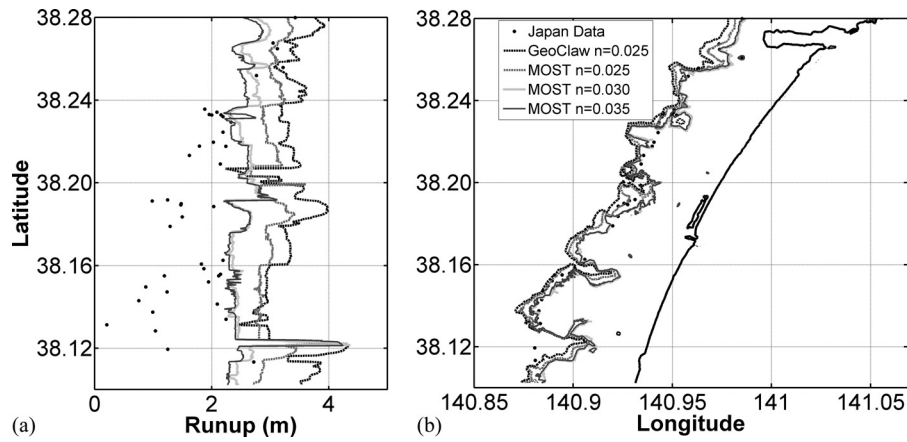 38.28
38.24
38.20
38.16
38.12
Latitude
0
2
4
Runup (m)
(a)
38.28
38.24
38.20
38.16
38.12
Japan Data
GeoClaw n=0.025
MOST n=0.025
MOST n=0.030
MOST n=0.035
140.85
140.9
140.95
141
141.05
Longitude
(b)